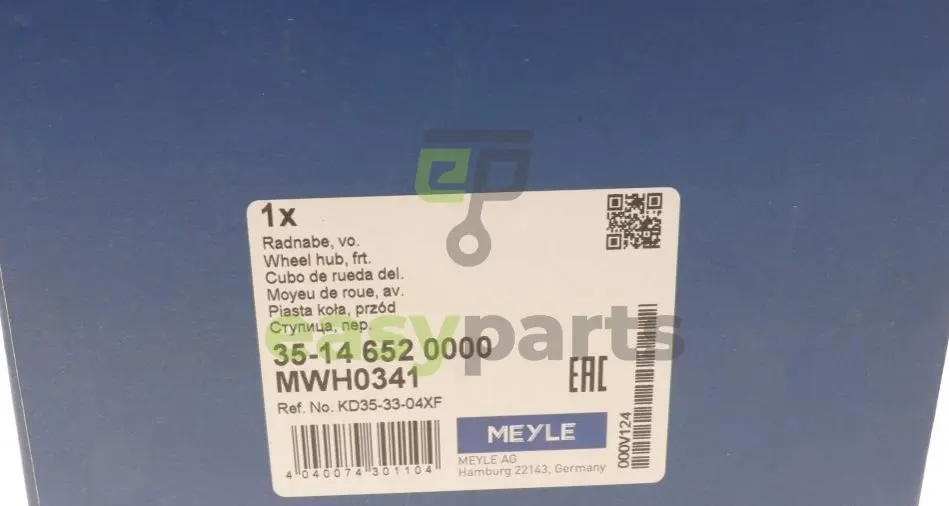 ep
1x
Radnabe, vo.
Wheel hub, frt.
Cubo de rueda del.
Moyeu de roue, av.
Piasta koła, przód
Ступица, пер.
easyparts
35-14 652 0000
MWH0341
EAC
Ref. No. KD35-33-04XF
4 040074 301104
MEYLE
MEYLE AG
Hamburg 22143, Germany
000V124